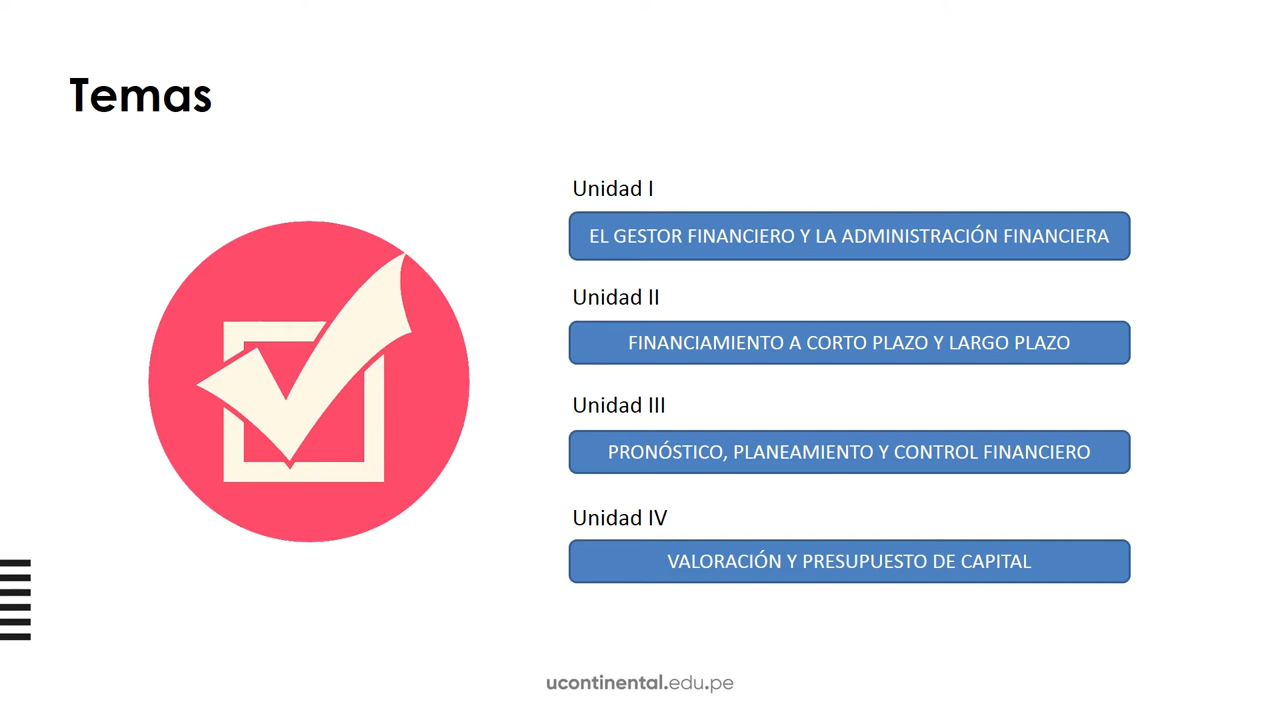 Temas
Unidad I
EL GESTOR FINANCIERO Y LA ADMINISTRACIÓN FINANCIERA
Unidad II
FINANCIAMIENTO A CORTO PLAZO Y LARGO PLAZO
Unidad III
PRONÓSTICO, PLANEAMIENTO Y CONTROL FINANCIERO
Unidad IV
VALORACIÓN Y PRESUPUESTO DE CAPITAL
ucontinental.edu.pe